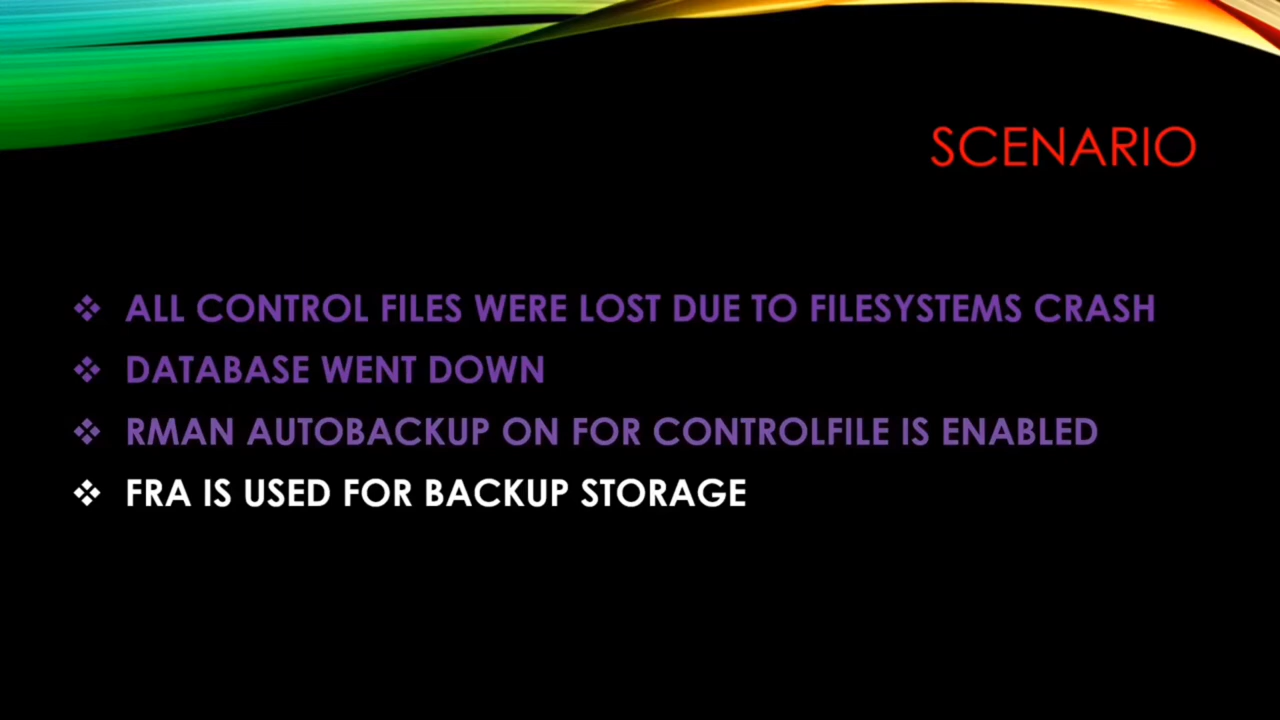 SCENARIO
❖ ALL CONTROL FILES WERE LOST DUE TO FILESYSTEMS CRASH
❖ DATABASE WENT DOWN
❖ RMAN AUTOBACKUP ON FOR CONTROLFILE IS ENABLED
❖ FRA IS USED FOR BACKUP STORAGE